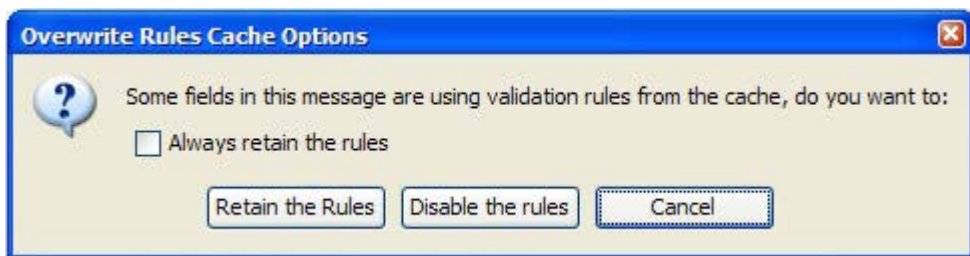 Overwrite Rules Cache Options
Some fields in this message are using validation rules from the cache, do you want to:
Always retain the rules
Retain the Rules Disable the rules Cancel